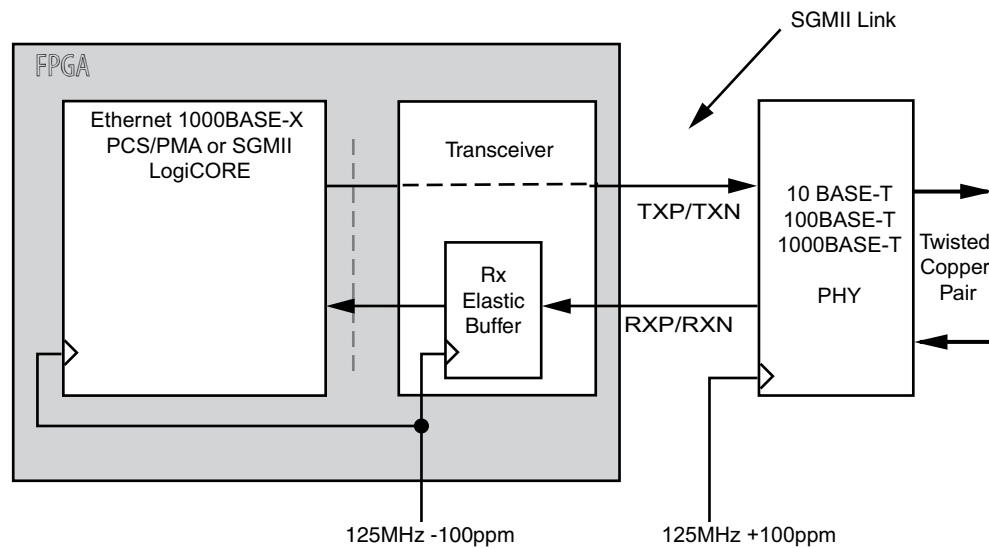 SGMII Link
FPGA
Ethernet 1000BASE-X
PCS/PMA or SGMII
LogiCORE
Transceiver
TXP/TXN
10 BASE-T
100BASE-T
1000BASE-T
PHY
Twisted
Copper
Pair
Rx
Elastic
Buffer
RXP/RXN
125MHz -100ppm
125MHz +100ppm